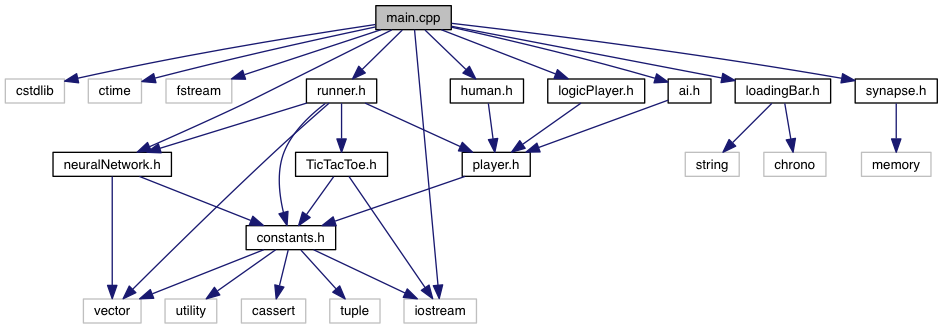 main.cpp
cstdlib
ctime
fstream
runner.h
human.h
logicPlayer.h
ai.h
loadingBar.h
synapse.h
neuralNetwork.h
TicTacToe.h
player.h
string
chrono
memory
constants.h
vector
utility
cassert
tuple
iostream